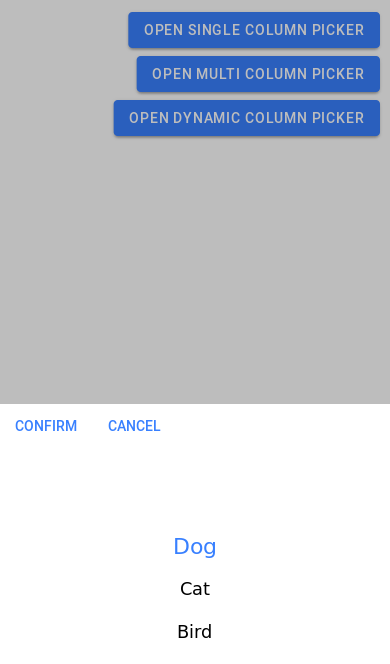 OPEN SINGLE COLUMN PICKER
OPEN MULTI COLUMN PICKER
OPEN DYNAMIC COLUMN PICKER
CONFIRM CANCEL
Dog
Cat
Bird